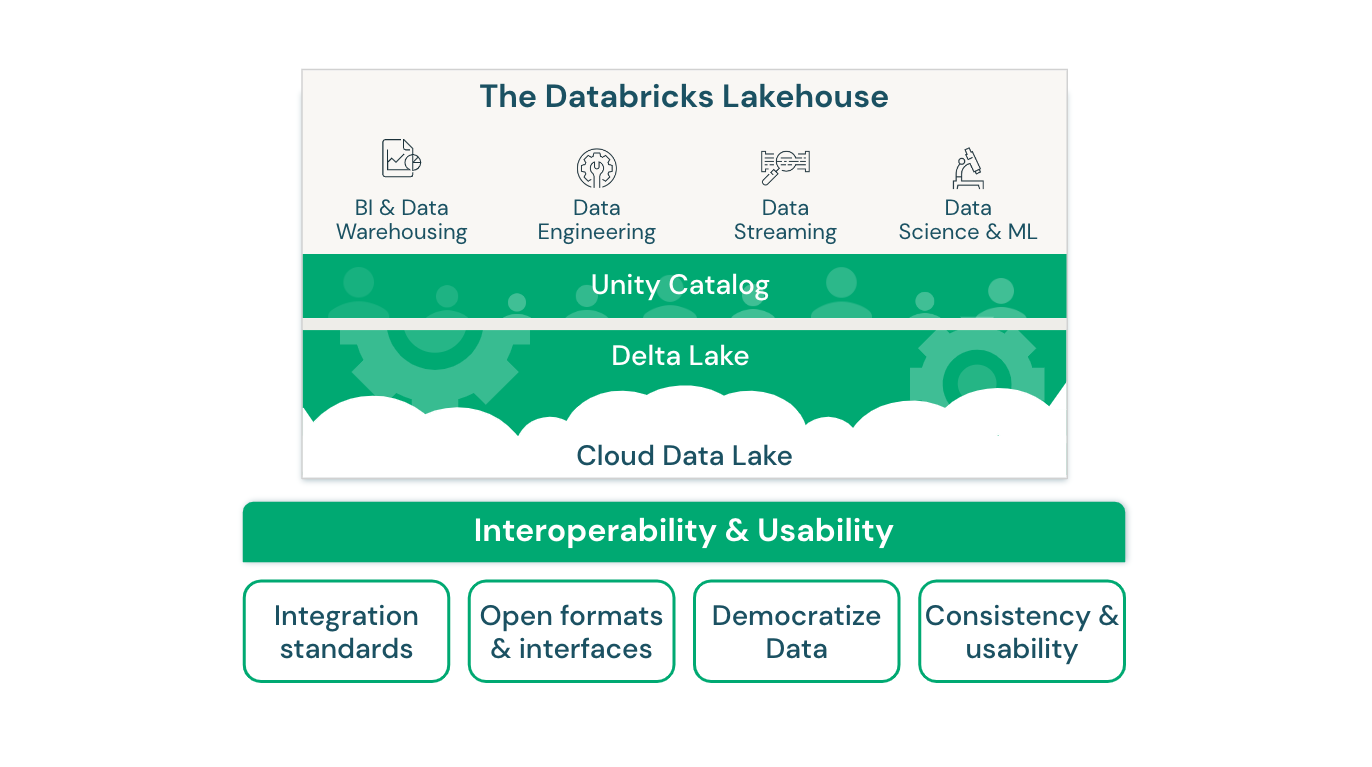 The Databricks Lakehouse
BI & Data
Warehousing
Data
Engineering
Data
Streaming
Data
Science & ML
Unity Catalog
Delta Lake
Cloud Data Lake
Interoperability & Usability
Integration
standards
Open formats
& interfaces
Democratize
Data
Consistency &
usability